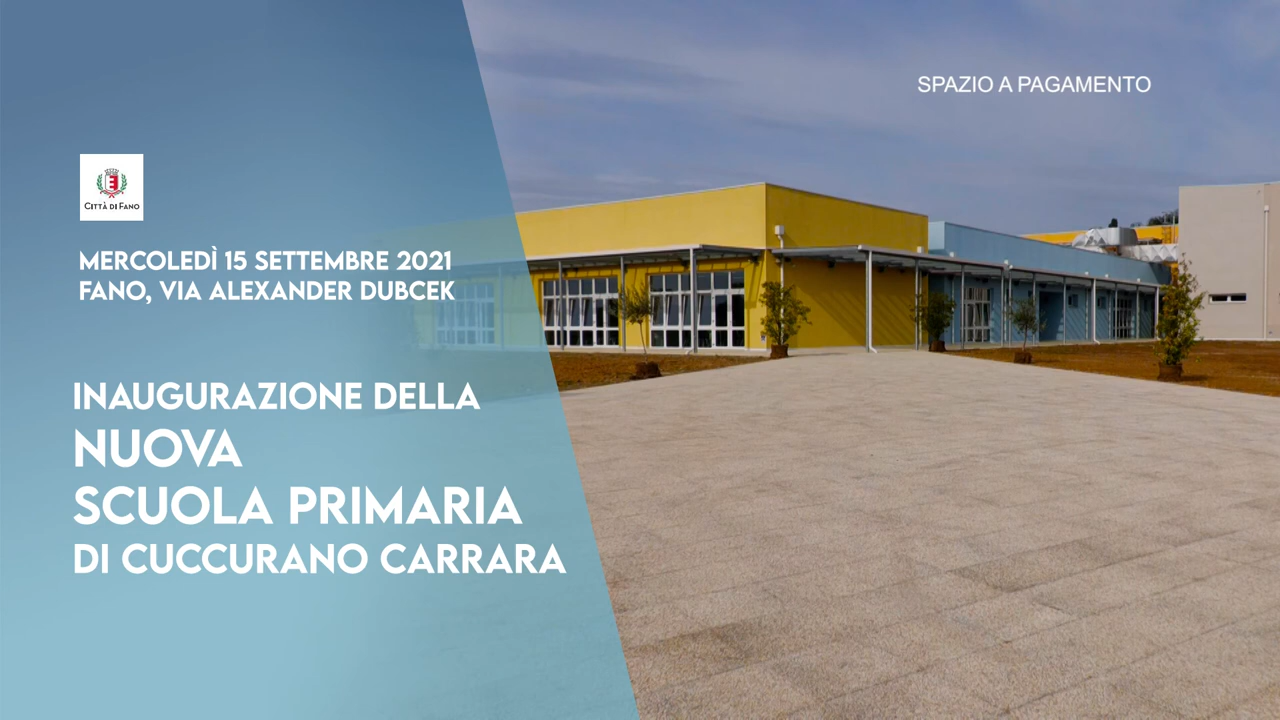 SPAZIO A PAGAMENTO
CITTÀ DI FANO
MERCOLEDÌ 15 SETTEMBRE 2021
FANO, VIA ALEXANDER DUBCEK
INAUGURAZIONE DELLA
NUOVA
SCUOLA PRIMARIA
DI CUCCURANO CARRARA